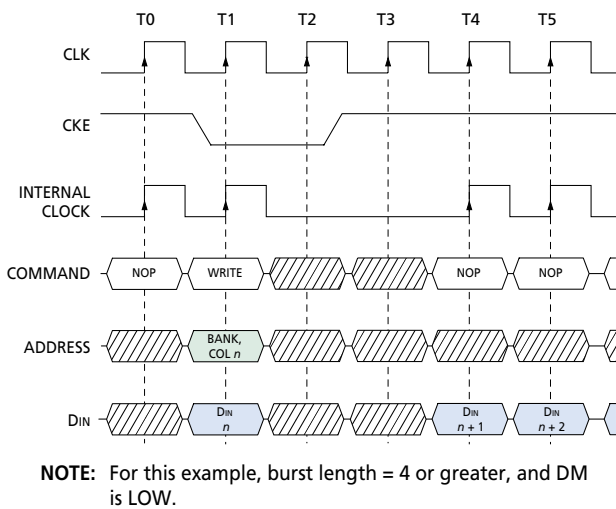 T0 T1 T2 T3 T4 T5
CLK
CKE
INTERNAL
CLOCK
COMMAND NOP WRITE NOP NOP
ADDRESS BANK,
COL n
DIN DIN
n DIN
n + 1 DIN
n + 2
NOTE: For this example, burst length = 4 or greater, and DM
is LOW.